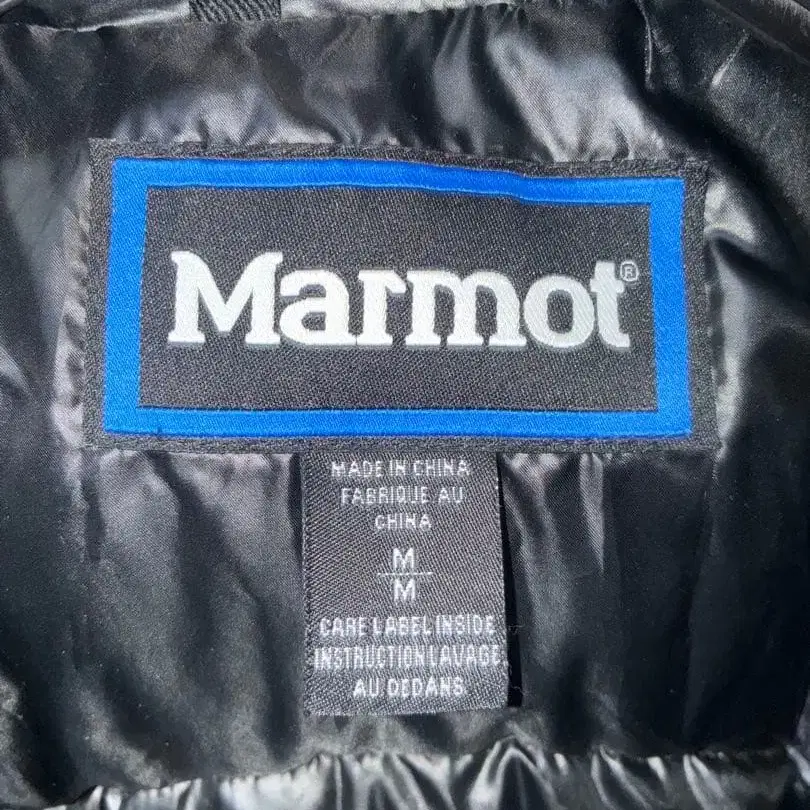 Marmot®
MADE IN CHINA
FABRIQUE AU
CHINA
M
M
CARE LABEL INSIDE
INSTRUCTION LAVAGE
AU DEDANS